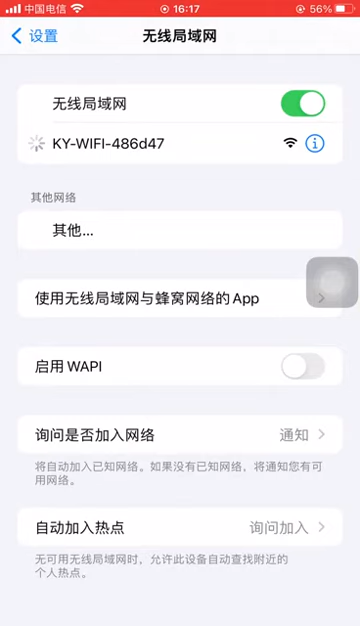 中国电信 16:17 56%
设置 无线局域网
无线局域网
KY-WIFI-486d47
其他网络
其他...
使用无线局域网与蜂窝网络的 App
启用 WAPI
询问是否加入网络 通知
将自动加入已知网络。如果没有已知网络，将通知您有可
用网络。
自动加入热点 询问加入
无可用无线局域网时，允许此设备自动查找附近的
个人热点。